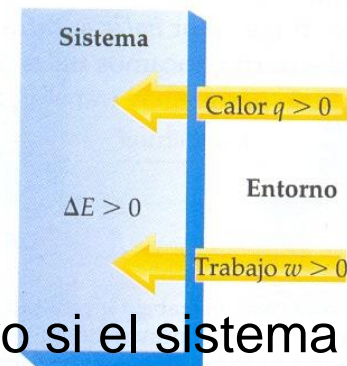 Sistema
Calor q > 0
Entorno
ΔE > 0
Trabajo w > 0
o si el sistema